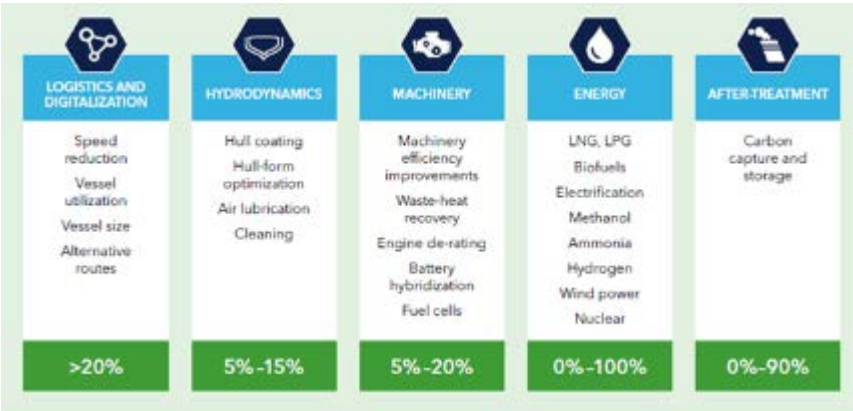 LOGISTICS AND
DIGITALIZATION
Speed
reduction
Vessel
utilization
Vessel size
Alternative
routes
>20%
HYDRODYNAMICS
Hull coating
Hull-form
optimization
Air lubrication
Cleaning
5%-15%
MACHINERY
Machinery
efficiency
improvements
Waste-heat
recovery
Engine de-rating
Battery
hybridization
Fuel cells
5%-20%
ENERGY
LNG, LPG
Biofuels
Electrification
Methanol
Ammonia
Hydrogen
Wind power
Nuclear
0%-100%
AFTER-TREATMENT
Carbon
capture and
storage
0%-90%